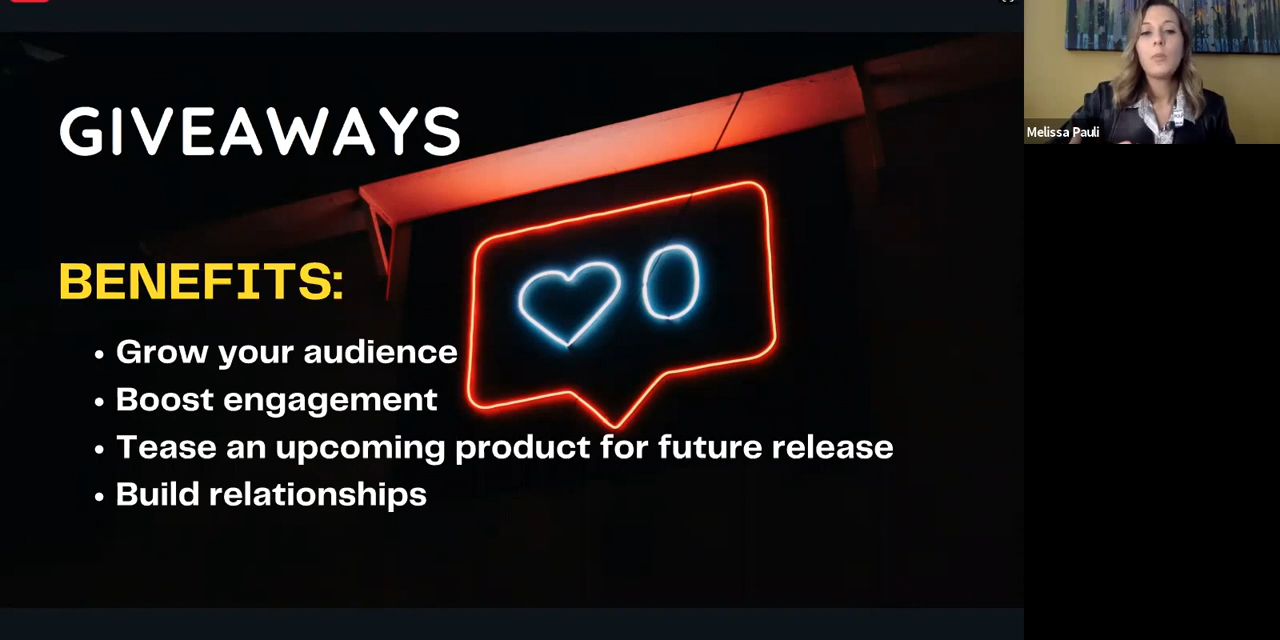 GIVEAWAYS
BENEFITS:
• Grow your audience
• Boost engagement
• Tease an upcoming product for future release
• Build relationships
0
Melissa Pauli